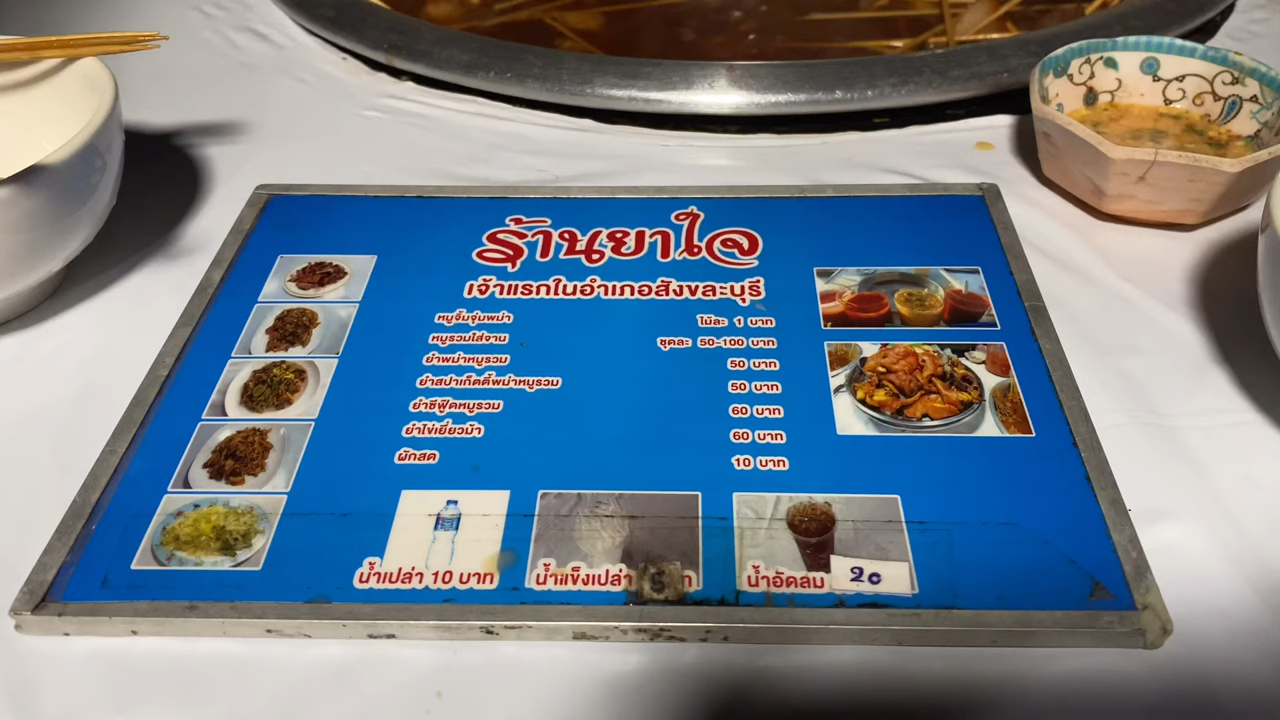 ร้านยาใจ
เจ้าแรกในอำเภอสังขละบุรี
หมูจิ้มจุ่มพม่า ไม้ละ 1 บาท
หมูรวมใส่จาน ชุดละ 50-100 บาท
ยำพม่าหมูรวม 50 บาท
ยำสปาเก็ตตี้พม่าหมูรวม 50 บาท
ยำซีฟู๊ดหมูรวม 60 บาท
ยำไข่เยี่ยวม้า 60 บาท
ผักสด 10 บาท
น้ำเปล่า 10 บาท น้ำแข็งเปล่า 5 น้ำอัดลม 20